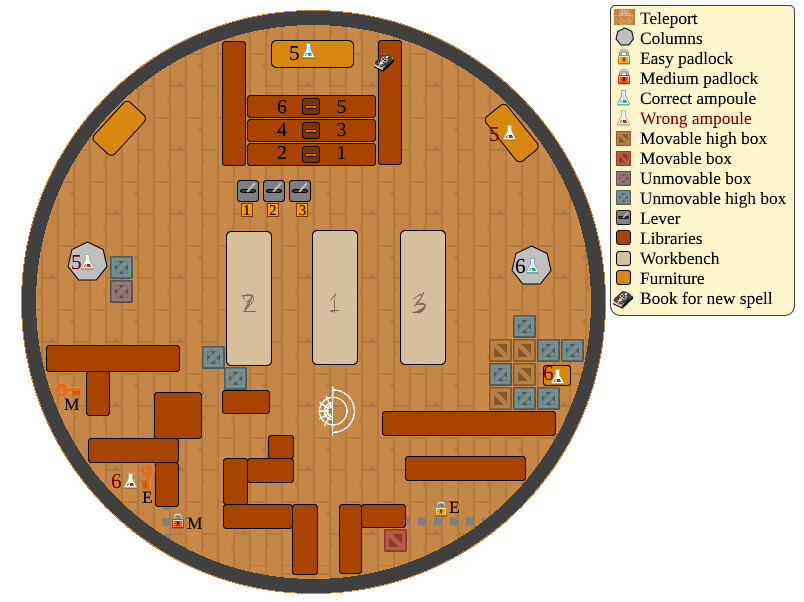 5
6 5
4 3
2 1
1 2 3
5
5
6
2 1 3
6
M
6
E
M
E
Teleport
Columns
Easy padlock
Medium padlock
Correct ampoule
Wrong ampoule
Movable high box
Movable box
Unmovable box
Unmovable high box
Lever
Libraries
Workbench
Furniture
Book for new spell